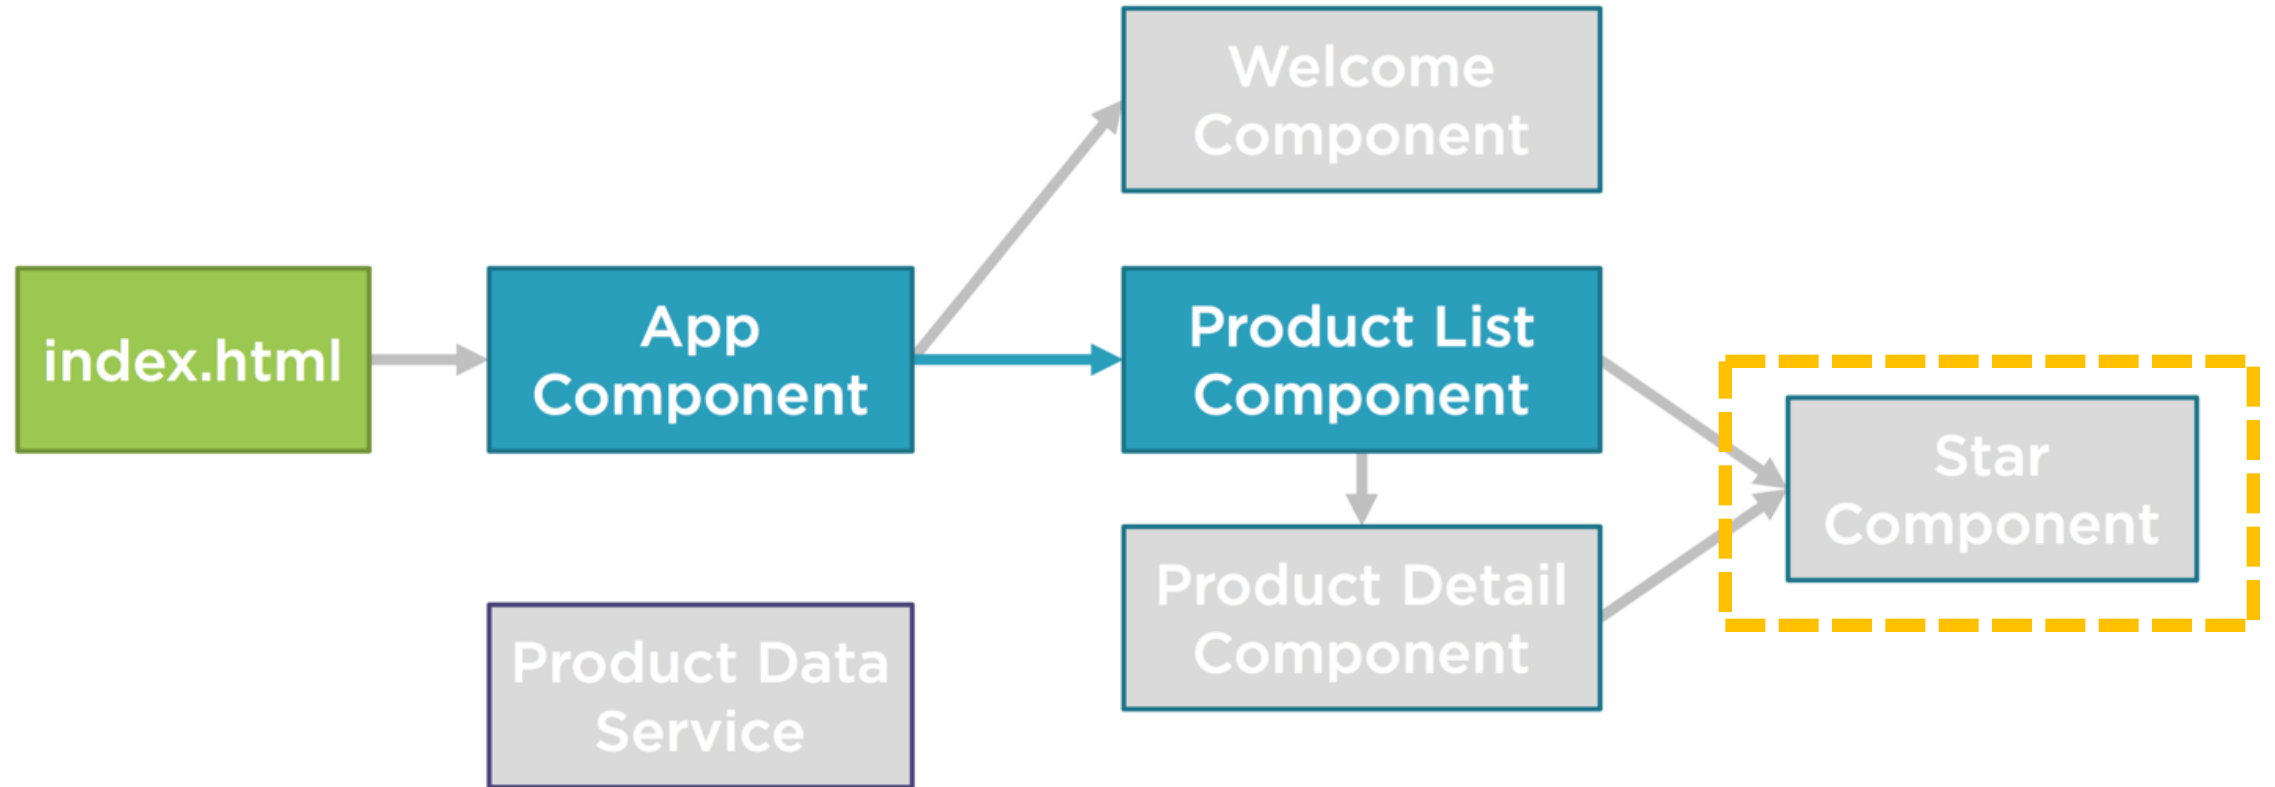 Welcome
Component
index.html
App
Component
Product List
Component
Star
Component
Product Detail
Component
Product Data
Service